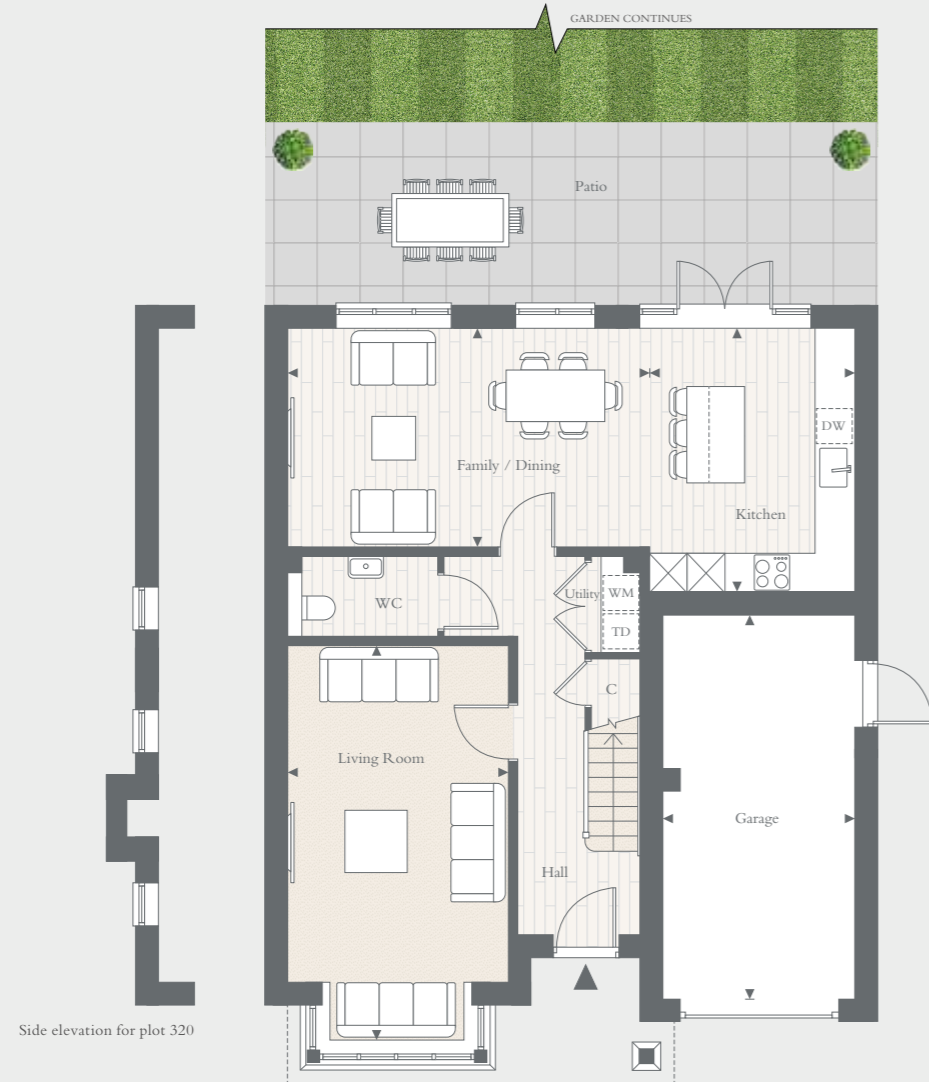 GARDEN CONTINUES
Patio
DW
Family / Dining
Kitchen
WC
Utility
WM
TD
C
Living Room
Garage
Hall
Side elevation for plot 320